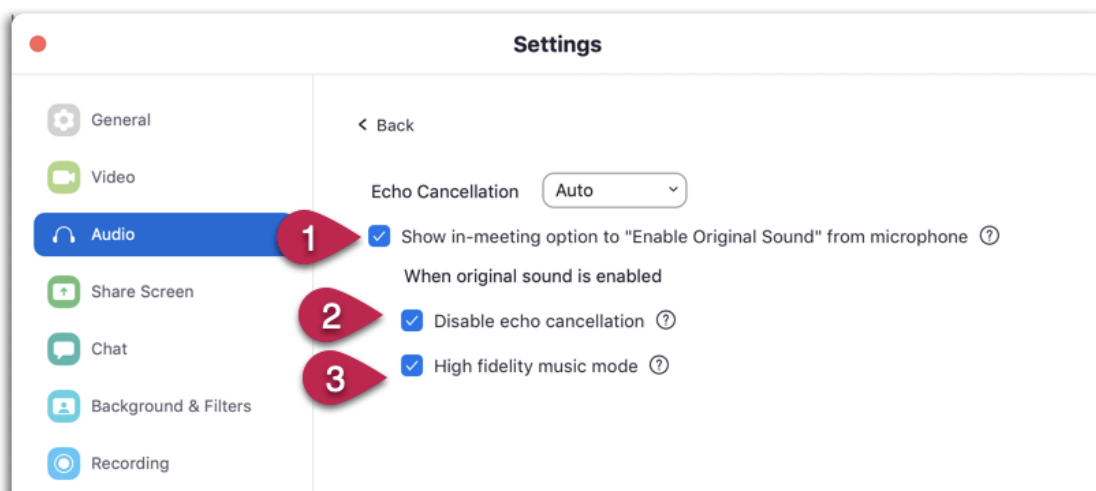 Settings
General
Video
Audio
Share Screen
Chat
Background & Filters
Recording
< Back
Echo Cancellation Auto
1 Show in-meeting option to "Enable Original Sound" from microphone ?
When original sound is enabled
2 Disable echo cancellation ?
3 High fidelity music mode ?